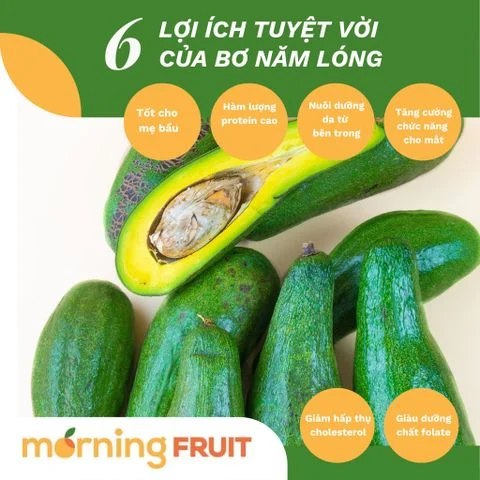 6
LỢI ÍCH TUYỆT VỜI
CỦA BƠ NĂM LÓNG
Tốt cho
mẹ bầu
Hàm lượng
protein cao
Nuôi dưỡng
da từ
bên trong
Tăng cường
chức năng
cho mắt
Giảm hấp thụ
cholesterol
Giàu dưỡng
chất folate
morning FRUIT